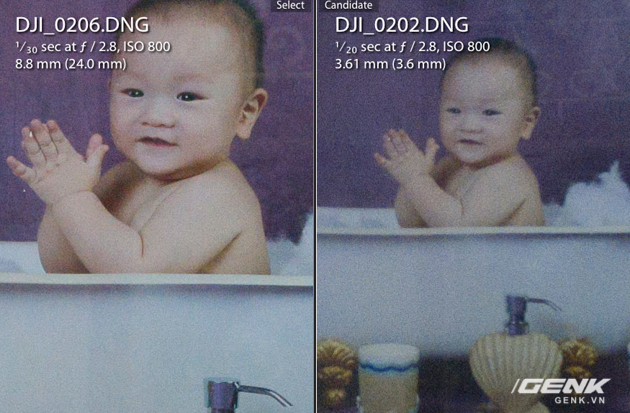 Select
DJI_0206.DNG
1/30 sec at ƒ / 2.8, ISO 800
8.8 mm (24.0 mm)
Candidate
DJI_0202.DNG
1/20 sec at ƒ / 2.8, ISO 800
3.61 mm (3.6 mm)
GENK
GENK.VN